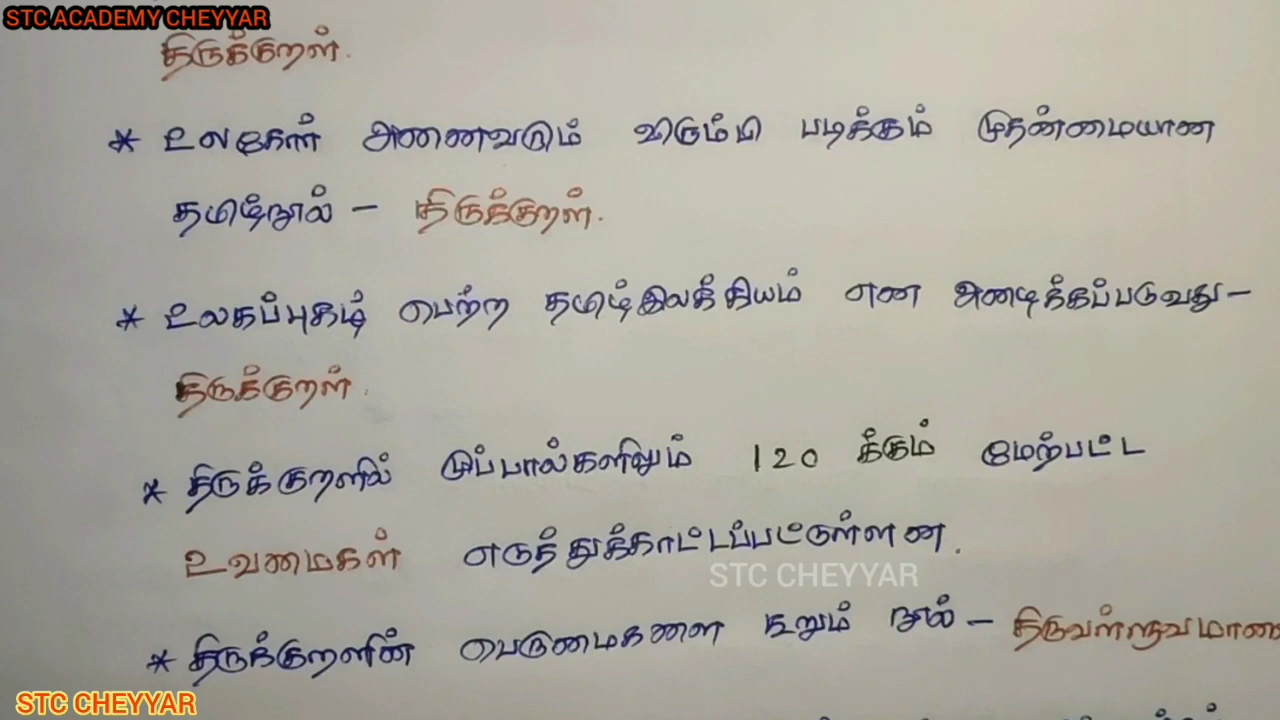 STC ACADEMY CHEYYAR
திருக்குறள்.
* உலகோர் அனைவரும் விரும்பி படிக்கும் முதன்மையான
தமிழ்நூல் - திருக்குறள்.
* உலகப்புகழ் பெற்ற தமிழ்இலக்கியம் என அழைக்கப்படுவது -
திருக்குறள்.
* திருக்குறளில் முப்பால்களிலும் 120 க்கும் மேற்பட்ட
உவமைகள் எடுத்துக்காட்டப்பட்டுள்ளன.
STC CHEYYAR
* திருக்குறளின் பெருமைகளை கூறும் நூல் - திருவள்ளுவமாலை
STC CHEYYAR